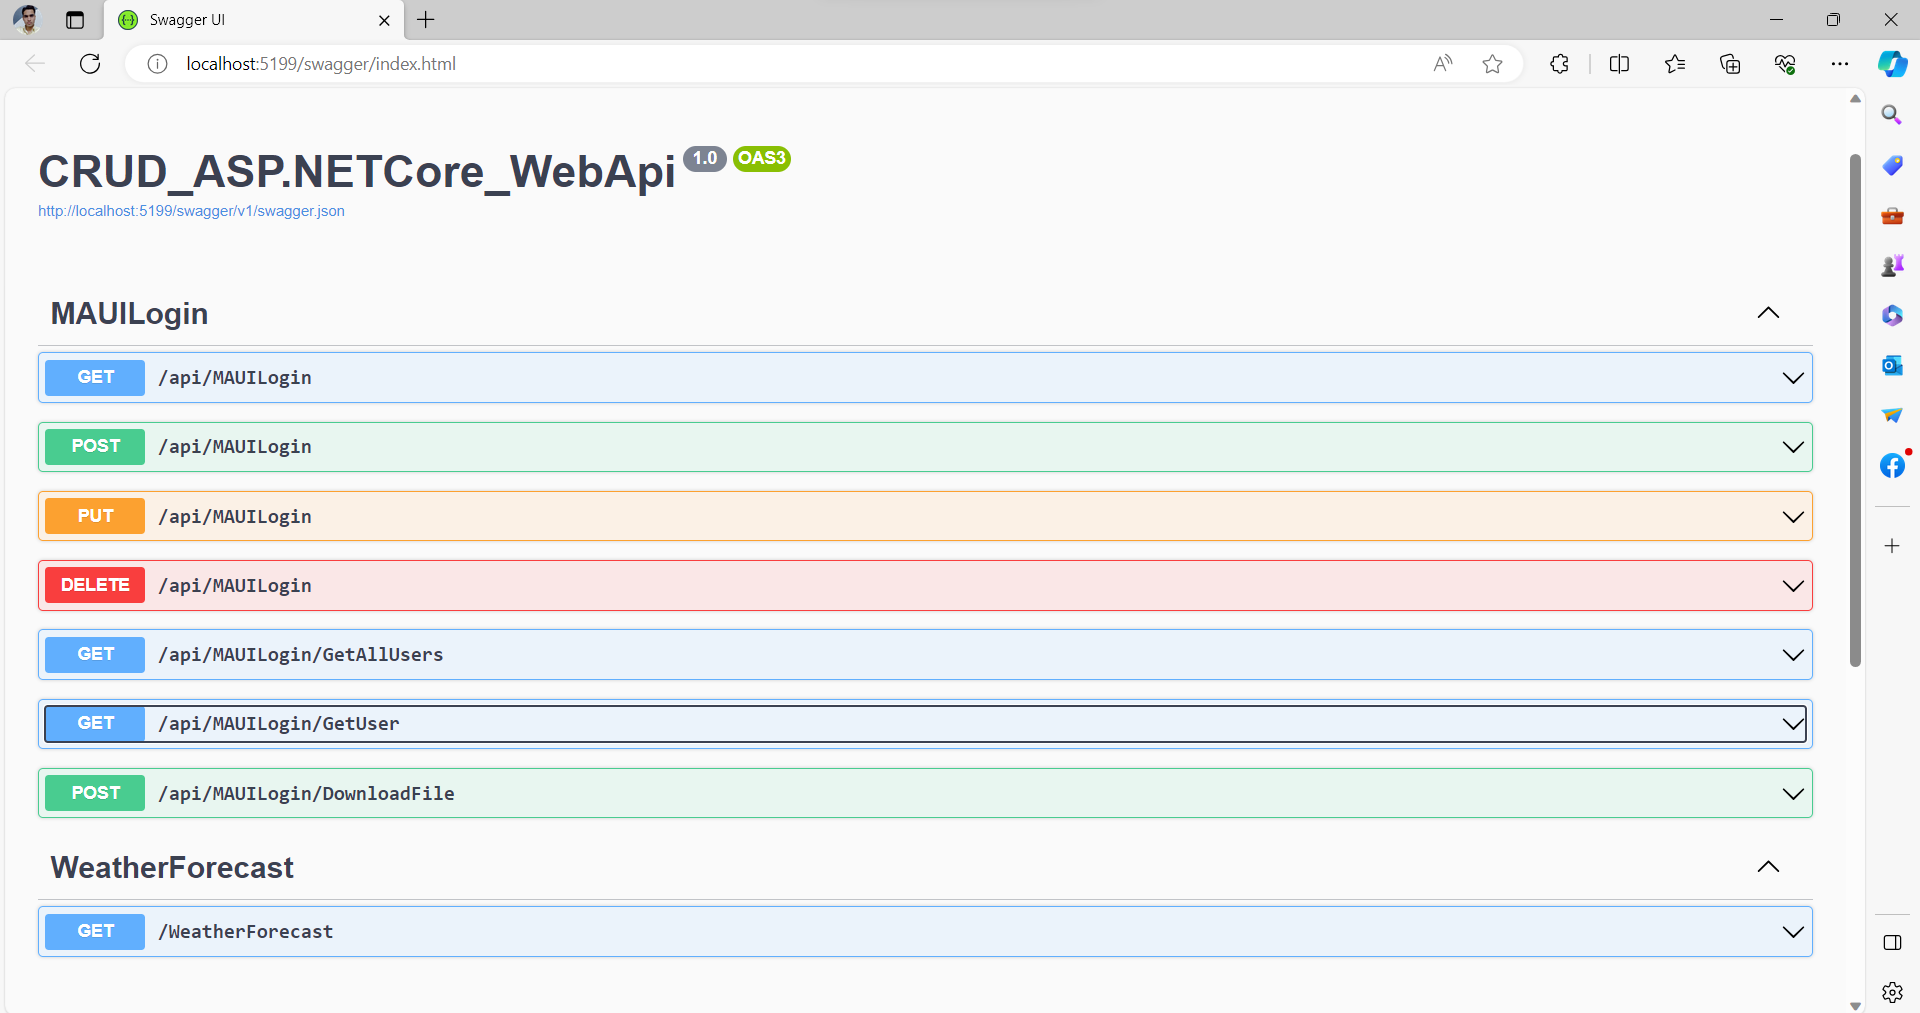 Swagger UI
localhost:5199/swagger/index.html
CRUD_ASP.NETCore_WebApi 1.0 OAS3
http://localhost:5199/swagger/v1/swagger.json
MAUILogin
GET /api/MAUILogin
POST /api/MAUILogin
PUT /api/MAUILogin
DELETE /api/MAUILogin
GET /api/MAUILogin/GetAllUsers
GET /api/MAUILogin/GetUser
POST /api/MAUILogin/DownloadFile
WeatherForecast
GET /WeatherForecast